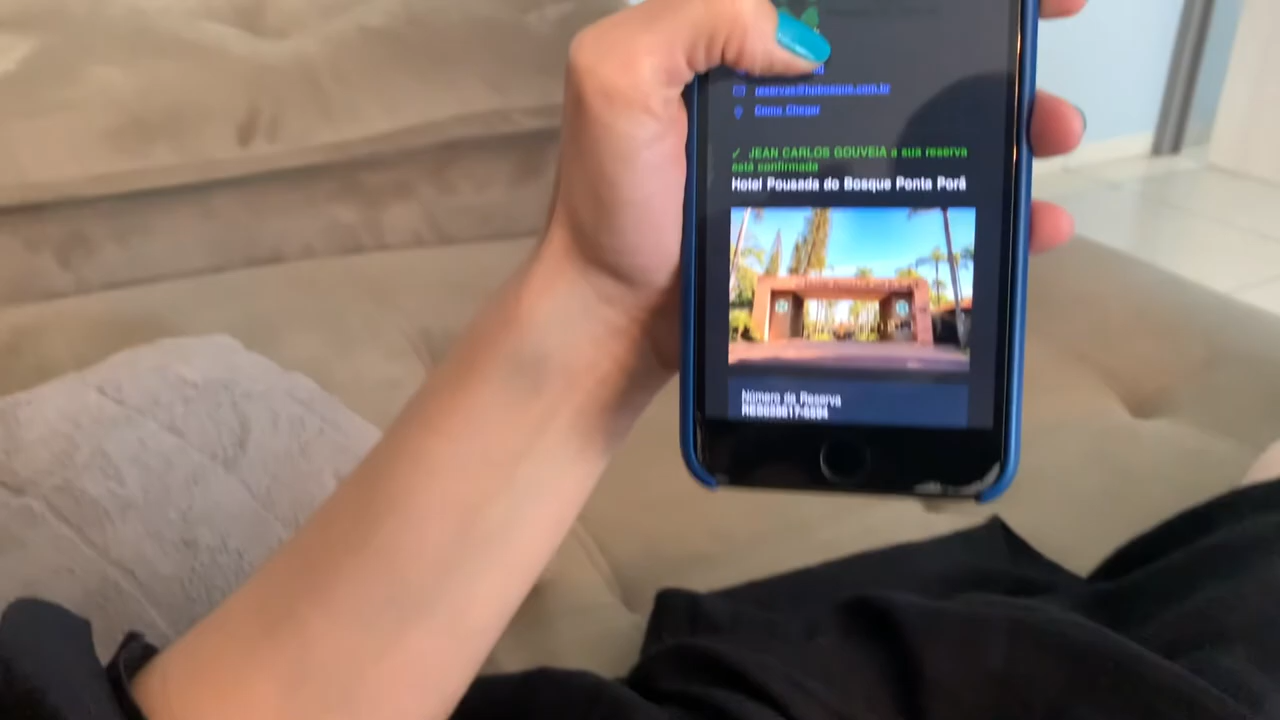 reservas@hpbosque.com.br
Como Chegar
✓ JEAN CARLOS GOUVEIA a sua reserva
está confirmada
Hotel Pousada do Bosque Ponta Porã
Número da Reserva